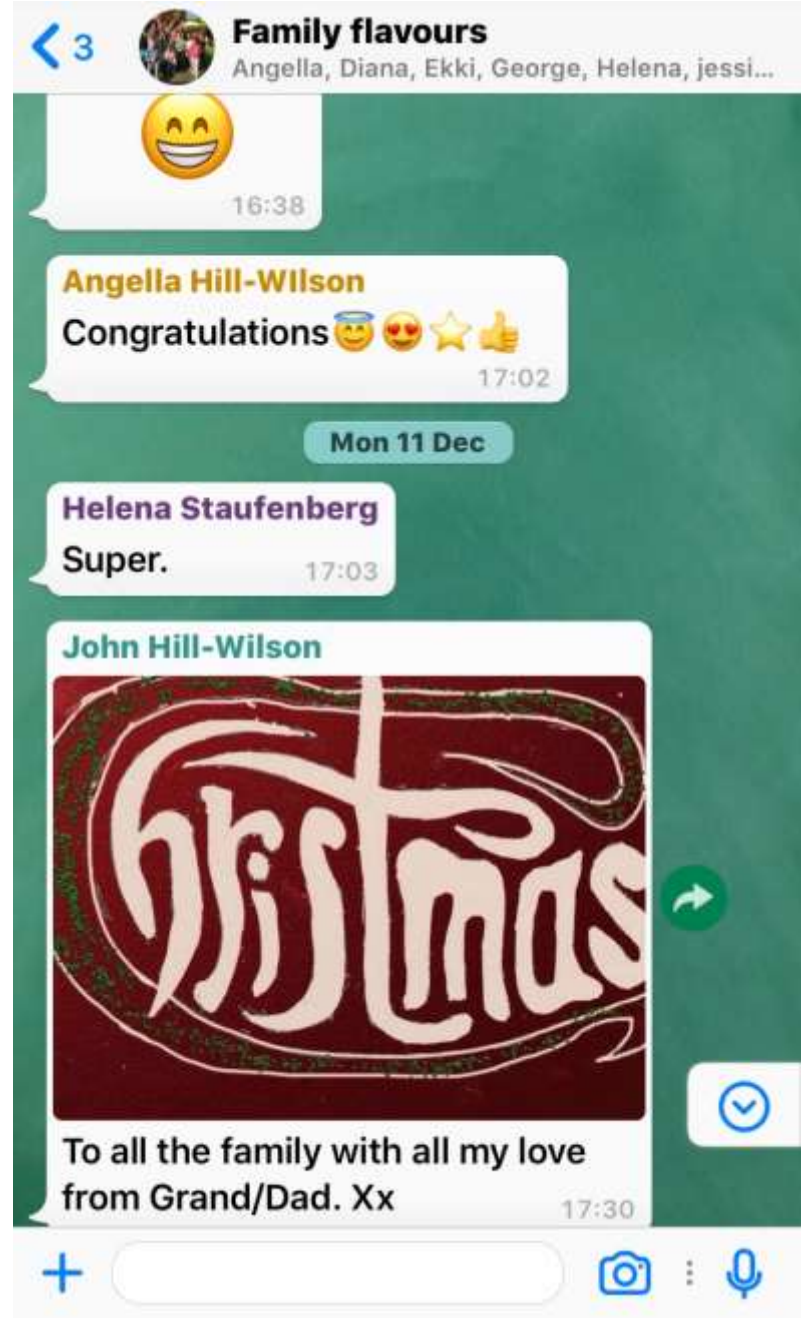 3
Family flavours
Angella, Diana, Ekki, George, Helena, jessi...
16:38
Angella Hill-WIlson
Congratulations😇😍⭐👍
17:02
Mon 11 Dec
Helena Staufenberg
Super.
17:03
John Hill-Wilson
Christmas
To all the family with all my love
from Grand/Dad. Xx
17:30